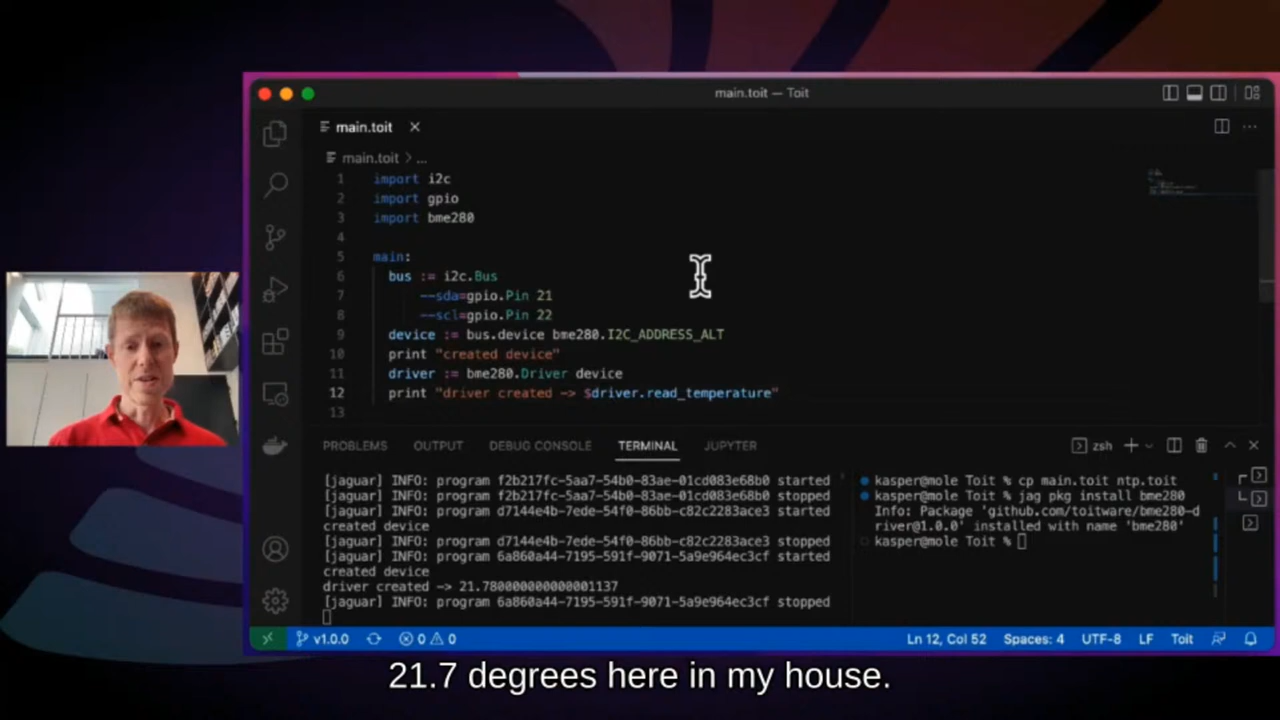 main.toit — Toit
main.toit
main.toit > ...
1 import i2c
2 import gpio
3 import bme280
4
5 main:
6 bus := i2c.Bus
7 --sda=gpio.Pin 21
8 --scl=gpio.Pin 22
9 device := bus.device bme280.I2C_ADDRESS_ALT
10 print "created device"
11 driver := bme280.Driver device
12 print "driver created -> $driver.read_temperature"
13
PROBLEMS OUTPUT DEBUG CONSOLE TERMINAL JUPYTER zsh
[jaguar] INFO: program f2b217fc-5aa7-54b0-83ae-01cd083e68b0 started
[jaguar] INFO: program f2b217fc-5aa7-54b0-83ae-01cd083e68b0 stopped
[jaguar] INFO: program d7144e4b-7ede-54f0-86bb-c82c2283ace3 started
created device
[jaguar] INFO: program d7144e4b-7ede-54f0-86bb-c82c2283ace3 stopped
[jaguar] INFO: program 6a860a44-7195-591f-9071-5a9e964ec3cf started
created device
driver created -> 21.780000000000001137
[jaguar] INFO: program 6a860a44-7195-591f-9071-5a9e964ec3cf stopped
kasper@mole Toit % cp main.toit ntp.toit
kasper@mole Toit % jag pkg install bme280
Info: Package 'github.com/toitware/bme280-d
river@1.0.0' installed with name 'bme280'
kasper@mole Toit %
v1.0.0 0 0 Ln 12, Col 52 Spaces: 4 UTF-8 LF Toit
21.7 degrees here in my house.